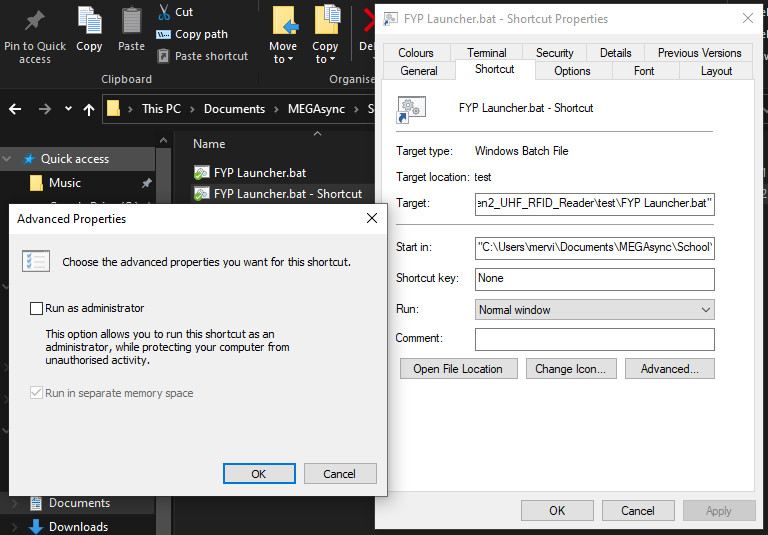 Pin to Quick access
Copy
Paste
Cut
Copy path
Paste shortcut
Move to
Copy to
Clipboard
Organise
This PC > Documents > MEGAsync >
Name
Quick access
Music
FYP Launcher.bat
FYP Launcher.bat - Shortcut
Documents
Downloads
Advanced Properties
Choose the advanced properties you want for this shortcut.
Run as administrator
This option allows you to run this shortcut as an
administrator, while protecting your computer from
unauthorised activity.
Run in separate memory space
OK
Cancel
FYP Launcher.bat - Shortcut Properties
Colours
Terminal
Security
Details
Previous Versions
General
Shortcut
Options
Font
Layout
FYP Launcher.bat - Shortcut
Target type: Windows Batch File
Target location: test
Target: en2_UHF_RFID_Reader\test\FYP Launcher.bat"
Start in: "C:\Users\mervi\Documents\MEGAsync\School\
Shortcut key: None
Run: Normal window
Comment:
Open File Location
Change Icon...
Advanced...
OK
Cancel
Apply